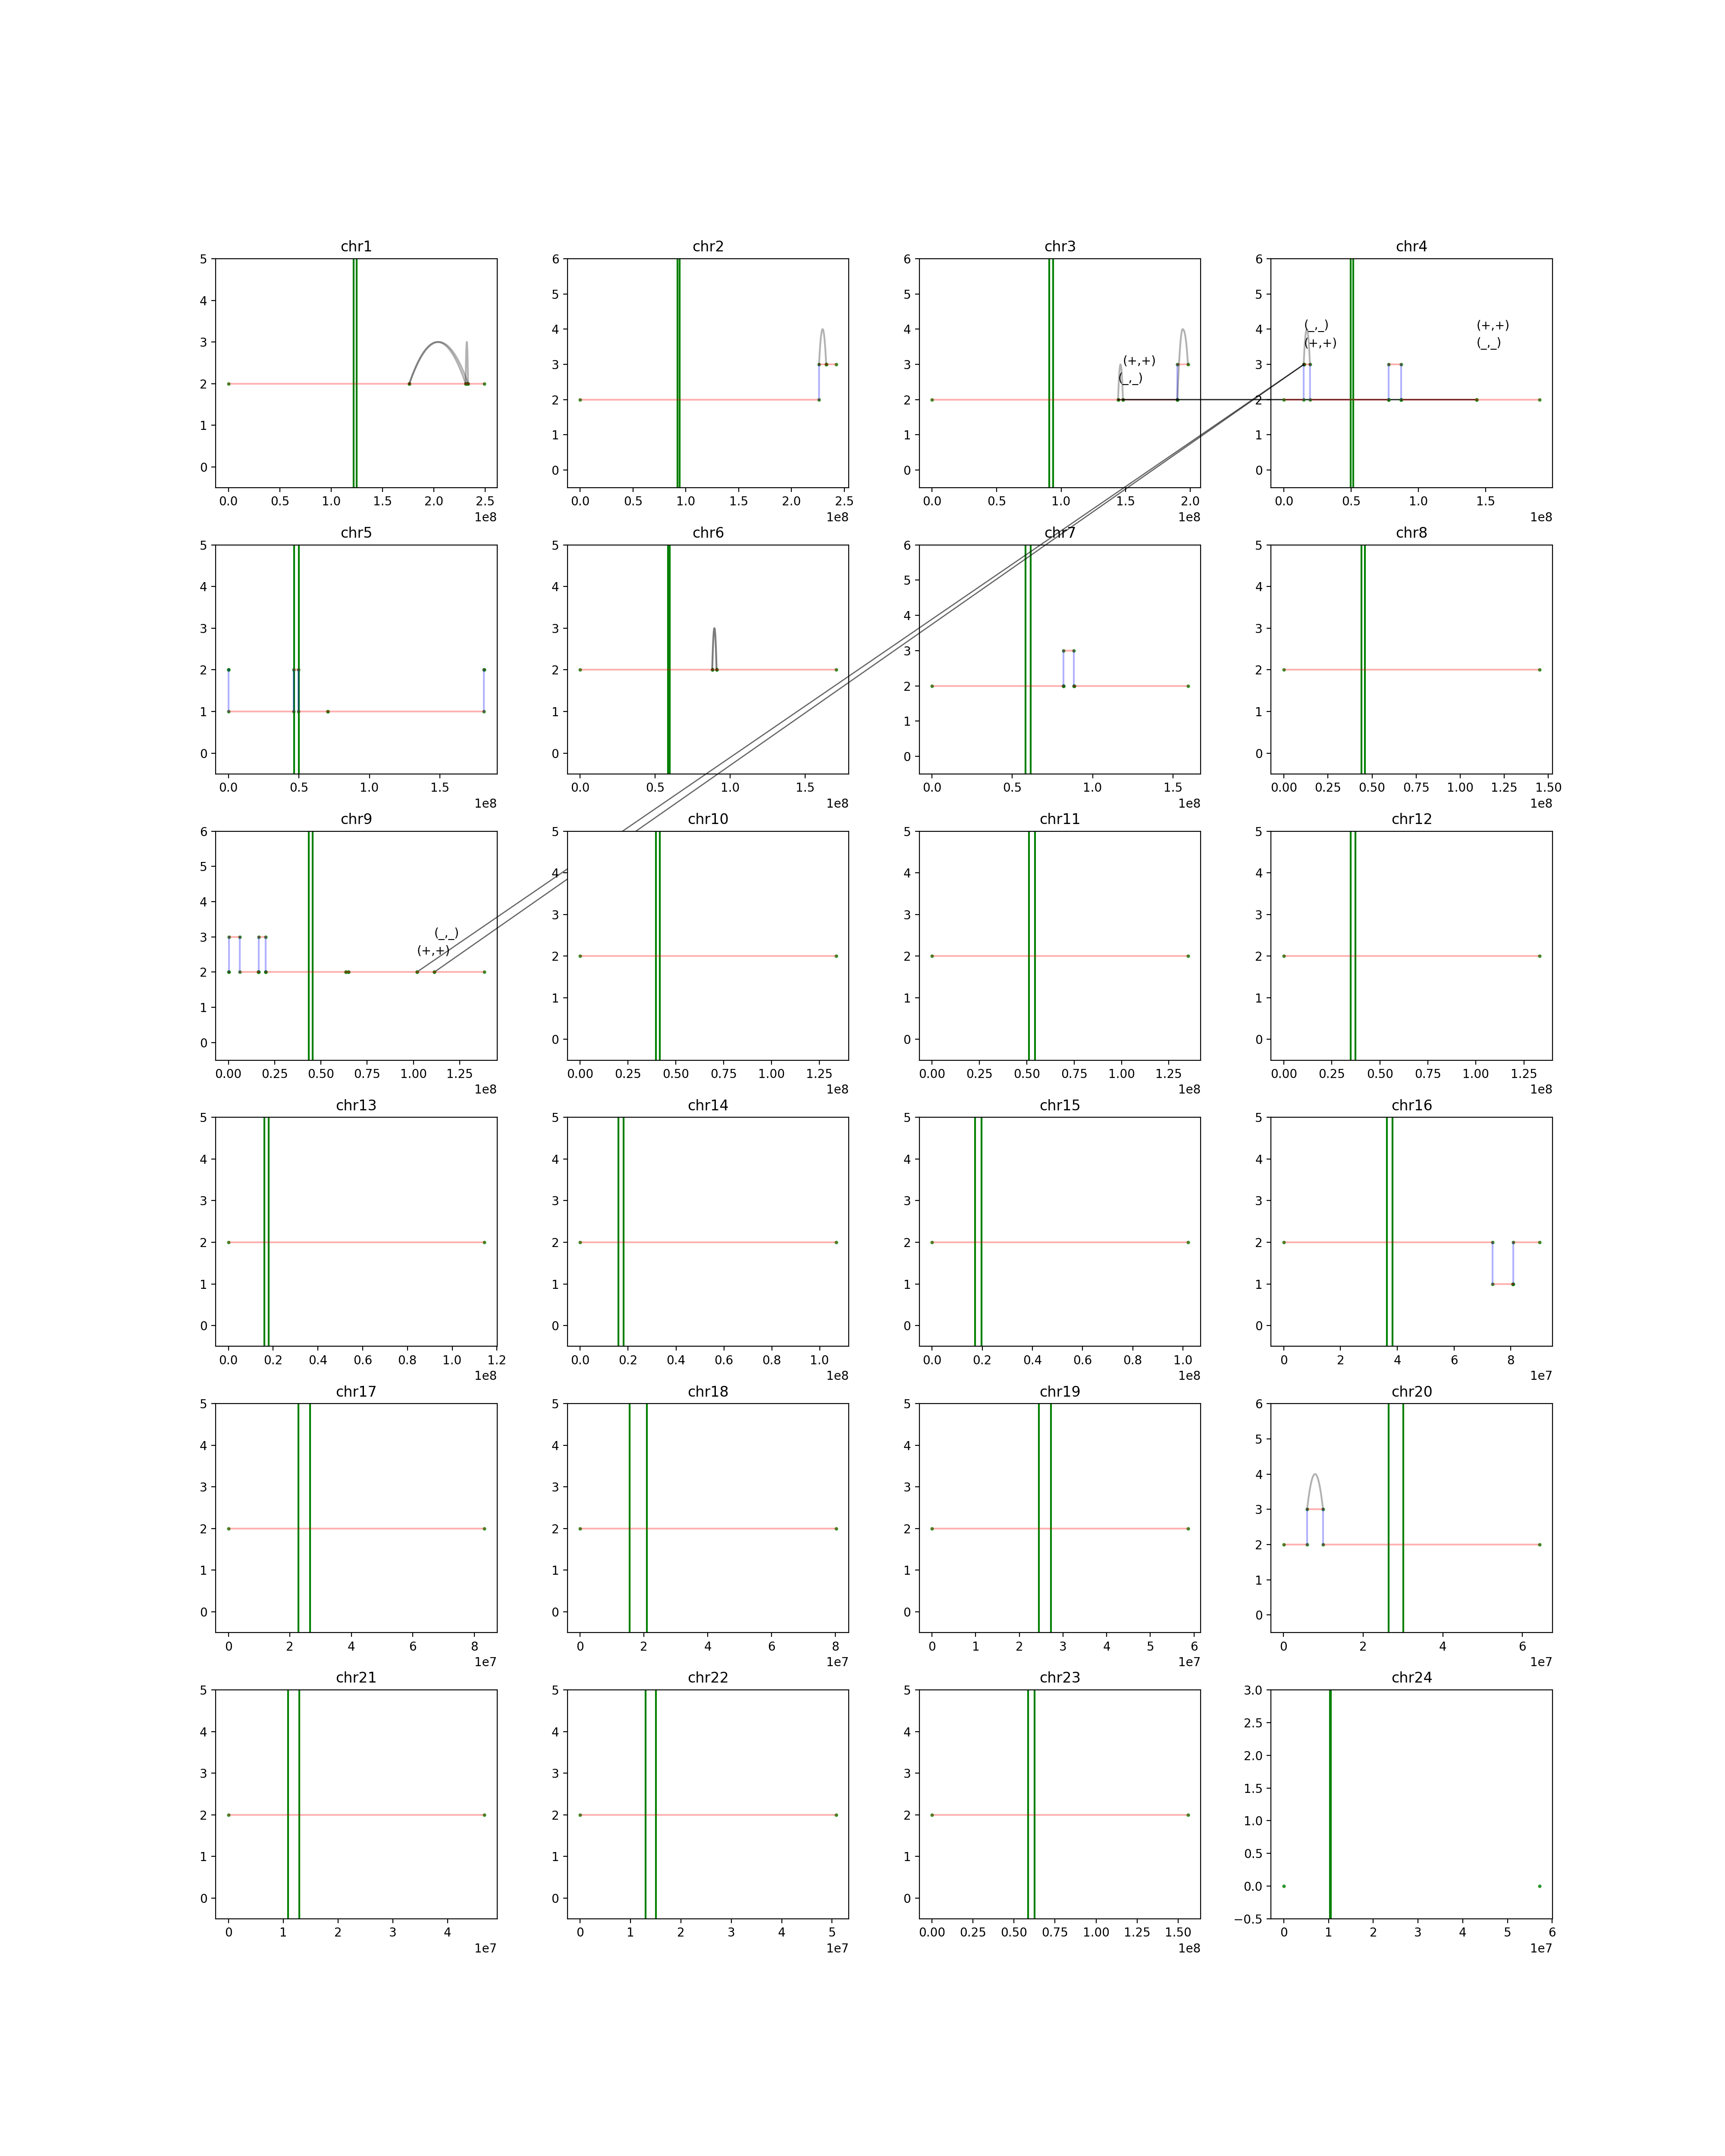 chr1 chr2 chr3 chr4
5 6 6 6
5 5 5
4 4 (_,_) (+,+) 4 4
3 (+,+) (+,+) (_,_) 3 3 3
(_,_)
2 2 2 2
1 1 1 1
0 0 0 0
0.0 0.5 1.0 1.5 2.0 2.5 0.0 0.5 1.0 1.5 2.0 2.5 0.0 0.5 1.0 1.5 2.0 0.0 0.5 1.0 1.5
1e8 1e8 1e8 1e8
chr5 chr6 chr7 chr8
5 5 6 5
5
4 4 4 4
3 3 3 3
2 2 2 2
1 1 1 1
0 0 0 0
0.0 0.5 1.0 1.5 0.0 0.5 1.0 1.5 0.0 0.5 1.0 1.5 0.00 0.25 0.50 0.75 1.00 1.25 1.50
1e8 1e8 1e8 1e8
chr9 chr10 chr11 chr12
6 5 5 5
5
4 4 4 4
3 (_,_) 3 3 3
(+,+)
2 2 2 2
1 1 1 1
0 0 0 0
0.00 0.25 0.50 0.75 1.00 1.25 0.00 0.25 0.50 0.75 1.00 1.25 0.00 0.25 0.50 0.75 1.00 1.25 0.00 0.25 0.50 0.75 1.00 1.25
1e8 1e8 1e8 1e8
chr13 chr14 chr15 chr16
5 5 5 5
4 4 4 4
3 3 3 3
2 2 2 2
1 1 1 1
0 0 0 0
0.0 0.2 0.4 0.6 0.8 1.0 1.2 0.0 0.2 0.4 0.6 0.8 1.0 0.0 0.2 0.4 0.6 0.8 1.0 0 2 4 6 8
1e8 1e8 1e8 1e7
chr17 chr18 chr19 chr20
5 5 5 6
5
4 4 4 4
3 3 3 3
2 2 2 2
1 1 1 1
0 0 0 0
0 2 4 6 8 0 2 4 6 8 0 1 2 3 4 5 6 0 2 4 6
1e7 1e7 1e7 1e7
chr21 chr22 chr23 chr24
5 5 5 3.0
4 4 4 2.5
3 3 3 2.0
2 2 2 1.5
1.0
1 1 1 0.5
0 0 0 0.0
−0.5
0 1 2 3 4 0 1 2 3 4 5 0.00 0.25 0.50 0.75 1.00 1.25 1.50 0 1 2 3 4 5 6
1e7 1e7 1e8 1e7